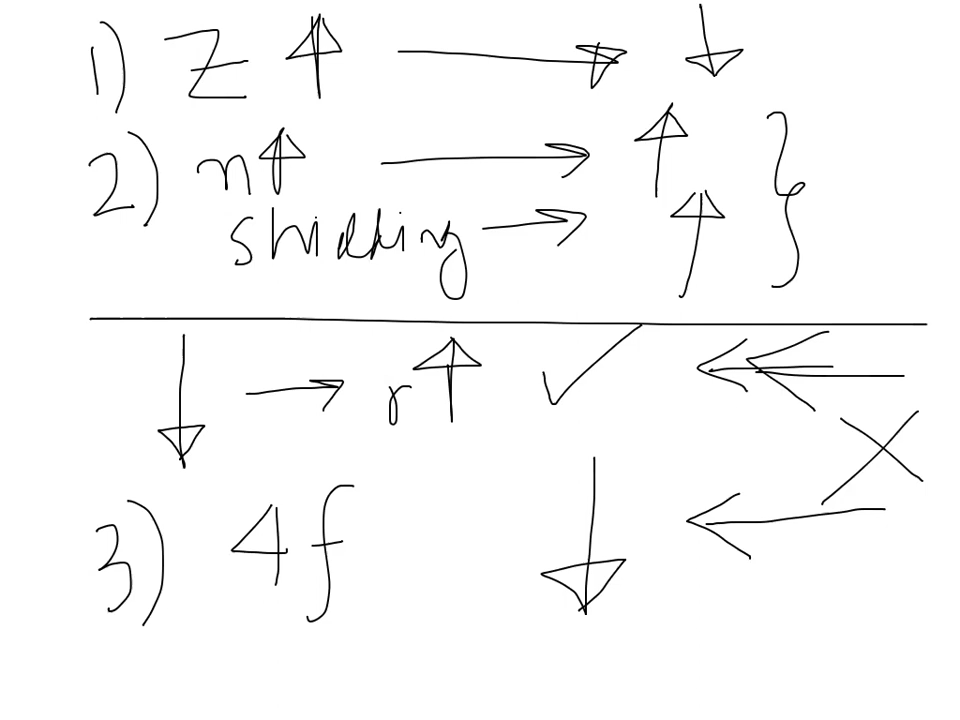 1) Z ↑ → ↓
2) n↑ → ↑ }
shielding → ↑
↓ → r↑ ✓ ←←
3) 4f ↓ ← X